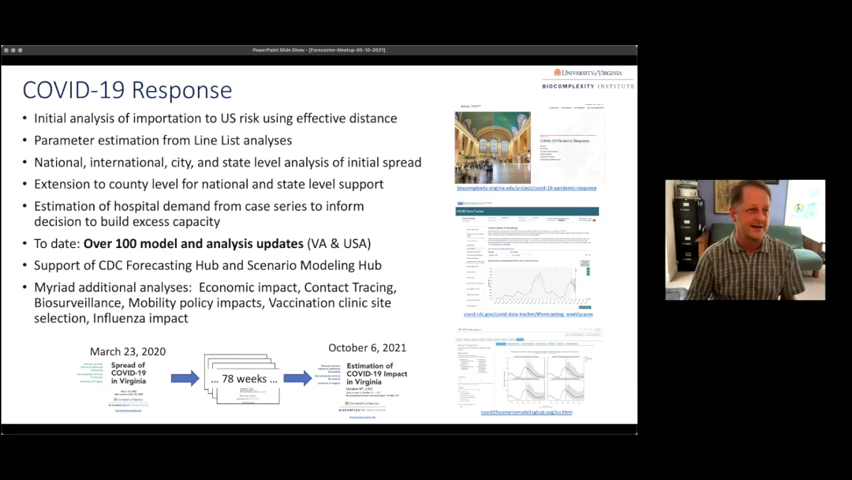 PowerPoint Slide Show - [Forecaster-Meetup-05-10-2021]
UNIVERSITY of VIRGINIA
BIOCOMPLEXITY INSTITUTE
COVID-19 Response
• Initial analysis of importation to US risk using effective distance
• Parameter estimation from Line List analyses
• National, international, city, and state level analysis of initial spread
• Extension to county level for national and state level support
• Estimation of hospital demand from case series to inform
decision to build excess capacity
• To date: Over 100 model and analysis updates (VA & USA)
• Support of CDC Forecasting Hub and Scenario Modeling Hub
• Myriad additional analyses: Economic impact, Contact Tracing,
Biosurveillance, Mobility policy impacts, Vaccination clinic site
selection, Influenza impact
biocomplexity.virginia.edu/project/covid-19-pandemic-response
covid.cdc.gov/covid-data-tracker/#forecasting_weeklycases
covid19scenariomodelinghub.org/viz.html
March 23, 2020
Spread of
COVID-19
in Virginia
... 78 weeks ...
October 6, 2021
Estimation of
COVID-19 Impact
in Virginia